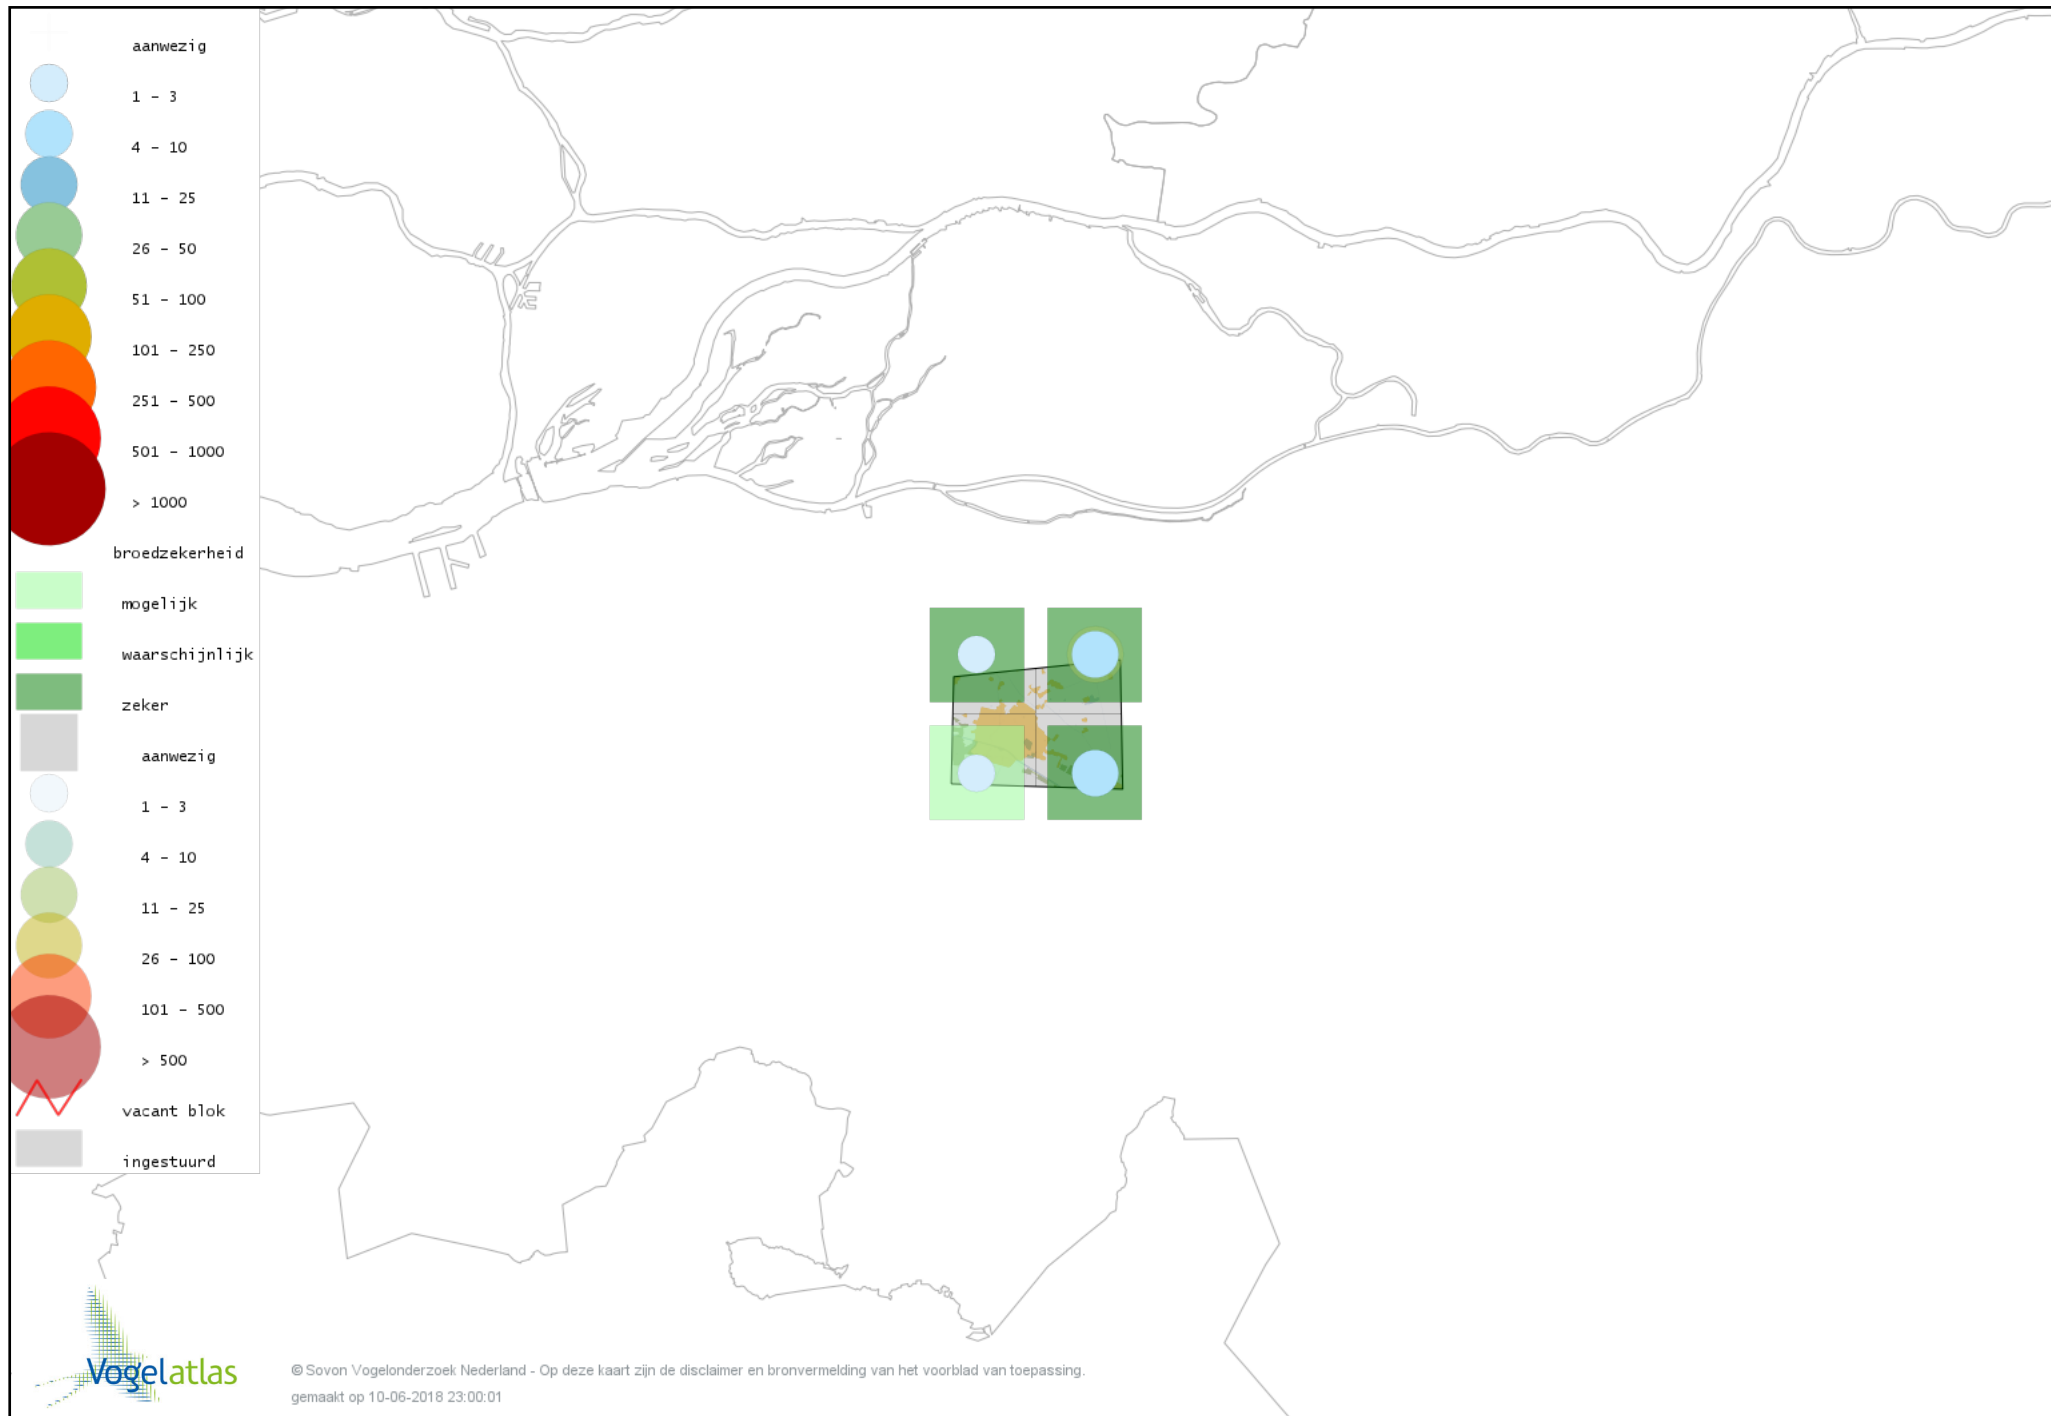 aanwezig
1 - 3
4 - 10
11 - 25
26 - 50
51 - 100
101 - 250
251 - 500
501 - 1000
> 1000
broedzekerheid
mogelijk
waarschijnlijk
zeker
aanwezig
1 - 3
4 - 10
11 - 25
26 - 100
101 - 500
> 500
vacant blok
ingestuurd
Vogelatlas
© Sovon Vogelonderzoek Nederland - Op deze kaart zijn de disclaimer en bronvermelding van het voorblad van toepassing.
gemaakt op 10-06-2018 23:00:01